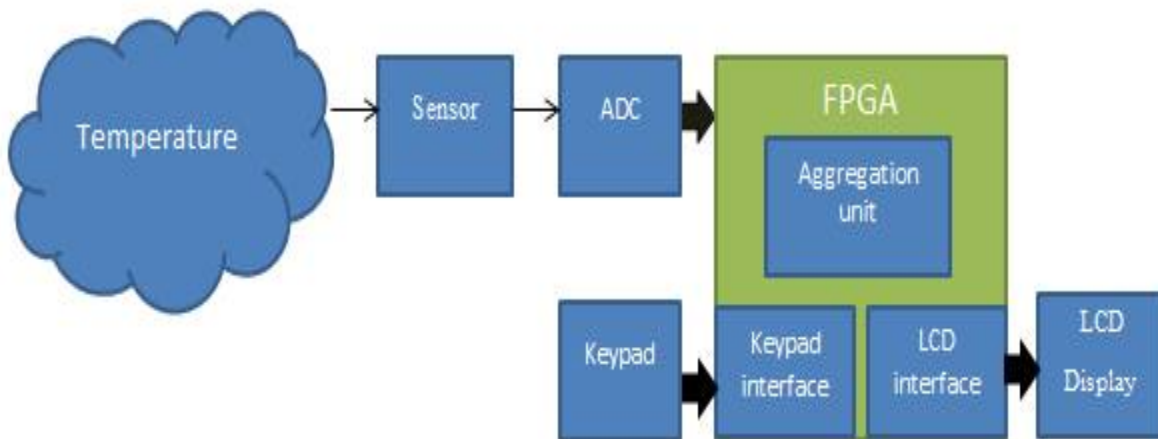 Temperature
Sensor
ADC
FPGA
Aggregation
unit
Keypad
Keypad
interface
LCD
interface
LCD
Display